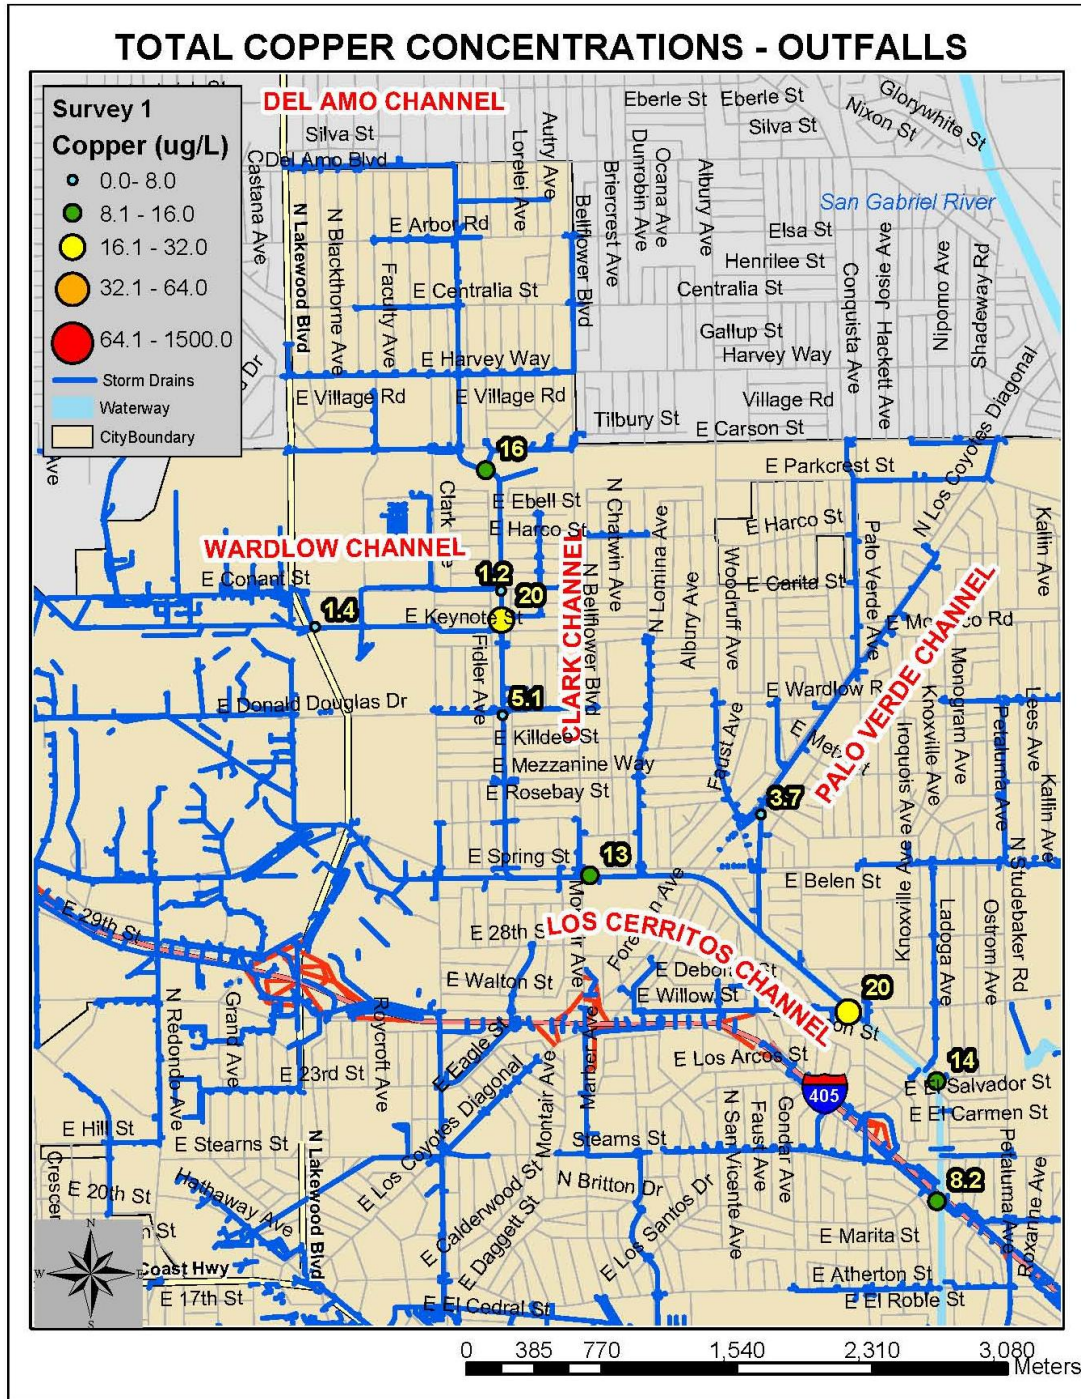 TOTAL COPPER CONCENTRATIONS - OUTFALLS
Survey 1
Copper (ug/L)
0.0- 8.0
8.1 - 16.0
16.1 - 32.0
32.1 - 64.0
64.1 - 1500.0
Storm Drains
Waterway
CityBoundary
DEL AMO CHANNEL
Silva St
Del Amo Blvd
Castana Ave
N Lakewood Blvd
N Blackthorne Ave
Faculty Ave
Lorelei Ave
Autry Ave
Bellflower Blvd
Briercrest Ave
Dunrobin Ave
Ocana Ave
Albury Ave
Eberle St
Eberle St
Silva St
Nixon St
Glorywhite St
San Gabriel River
E Arbor Rd
Elsa St
Henrilee St
E Centralia St
Centralia St
Conquista Ave
Josie Ave
Hackett Ave
Nipomo Ave
Shadeway Rd
Gallup St
E Harvey Way
Harvey Way
E Village Rd
E Village Rd
Village Rd
Dr
Tilbury St
E Carson St
N Los Coyotes Diagonal
Ave
16
E Parkcrest St
Clark
E Ebell St
E Harco St
N Chatwin Ave
N Lomina Ave
E Harco St
Palo Verde Ave
Kallin Ave
WARDLOW CHANNEL
E Conant St
1.2
20
1.4
E Keynote St
CLARK CHANNEL
N Bellflower Blvd
Albury Ave
Woodruff Ave
E Carita St
PALO VERDE CHANNEL
Fidler Ave
5.1
E Donald Douglas Dr
E Killdee St
E Mezzanine Way
E Rosebay St
Faust Ave
E Wardlow R
Knoxville Ave
Monogram Ave
Iroquois Ave
Petaluma Ave
Lees Ave
Kallin Ave
3.7
E Spring St
13
E Belen St
Knoxville Ave
Ladoga Ave
Ostrom Ave
N Studebaker Rd
E 29th St
E 28th S
LOS CERRITOS CHANNEL
E Walton St
E Willow St
20
N Redondo Ave
Grand Ave
Roycroft Ave
E Eagle St
E 23rd St
E Los Arcos St
14
E El Salvador St
405
E El Carmen St
E Hill St
E Stearns St
N Lakewood Blvd
E Los Coyotes Diagonal
Montair Ave
Stearns St
N San Vicente Ave
Faust Ave
Gondar Ave
Petaluma Ave
Roxanne Ave
Crescen
E 20th St
Hathaway Ave
N Britton Dr
8.2
n St
E Calderwood St
E Daggett St
E Los Santos Dr
E Marita St
Coast Hwy
E Atherton St
E 17th St
E El Cedral St
E El Roble St
N
W
E
S
0 385 770 1,540 2,310 3,080
Meters